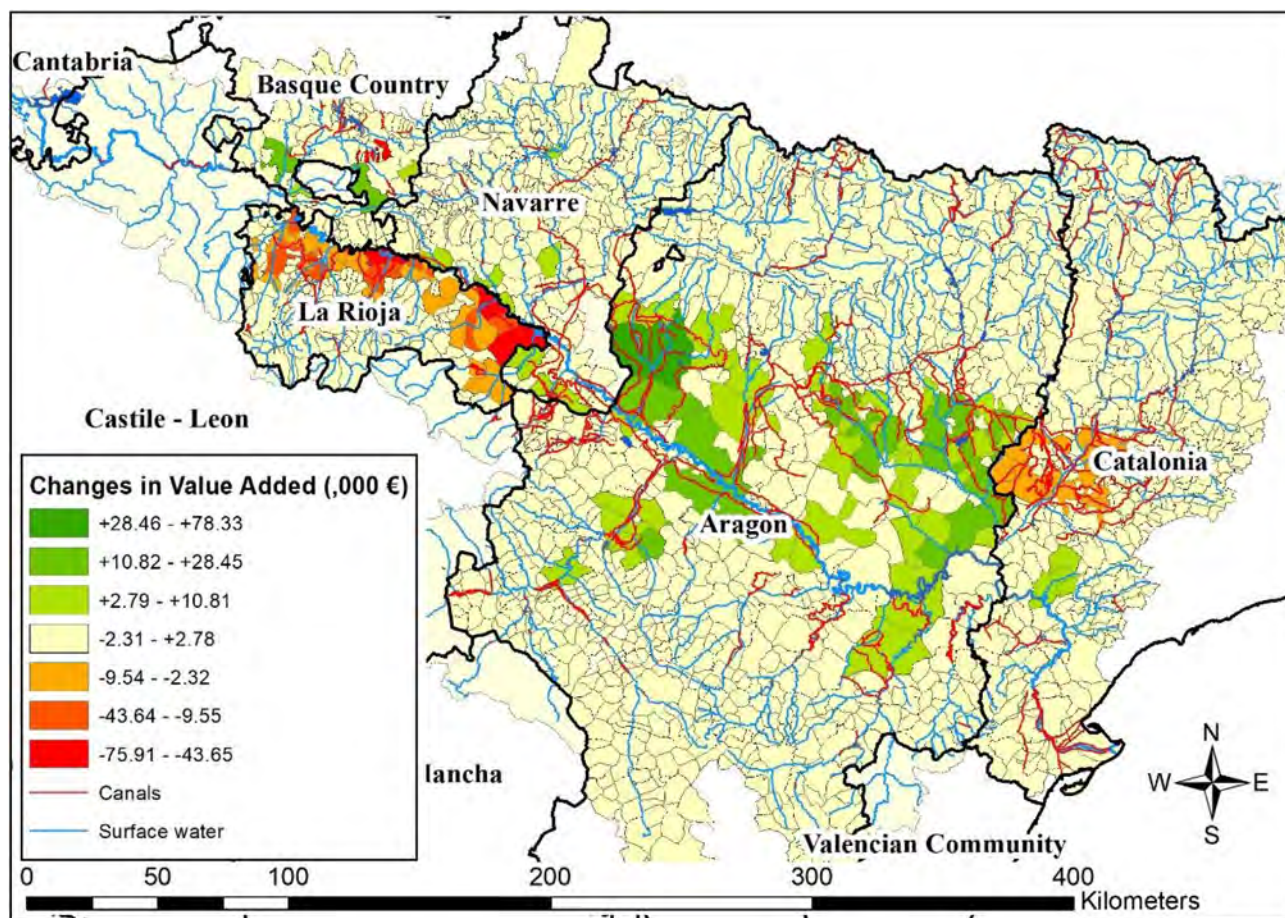 Cantabria
Basque Country
Navarre
La Rioja
Castile - Leon
Catalonia
Aragon
Changes in Value Added (,000 €)
+28.46 - +78.33
+10.82 - +28.45
+2.79 - +10.81
-2.31 - +2.78
-9.54 - -2.32
-43.64 - -9.55
-75.91 - -43.65
Canals
Surface water
lancha
Valencian Community
N
W E
S
0 50 100 200 300 400
Kilometers